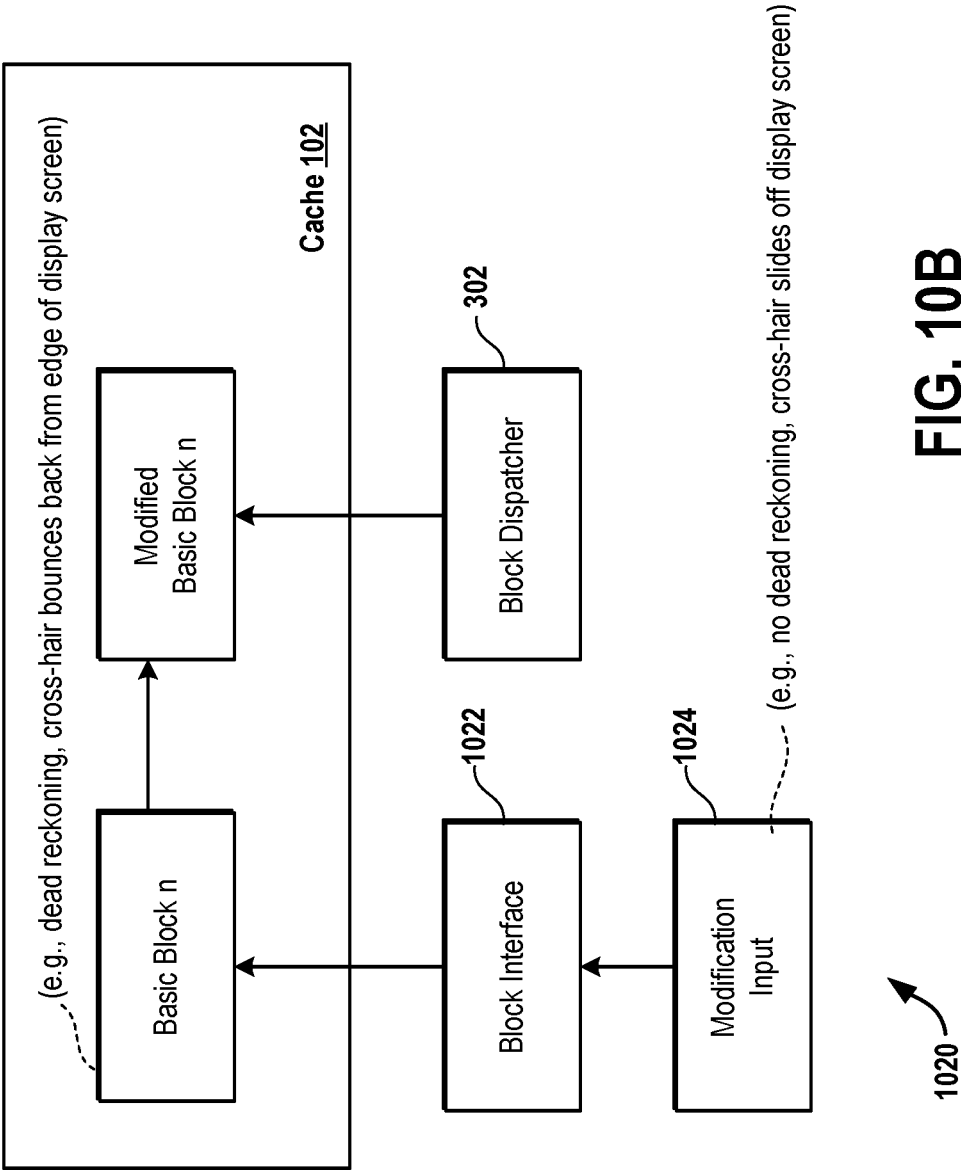 (e.g., dead reckoning, cross-hair bounces back from edge of display screen)
Basic Block n
Modified
Basic Block n
Cache 102
1022
302
Block Interface
Block Dispatcher
1024
Modification
Input
(e.g., no dead reckoning, cross-hair slides off display screen)
1020
FIG. 10B